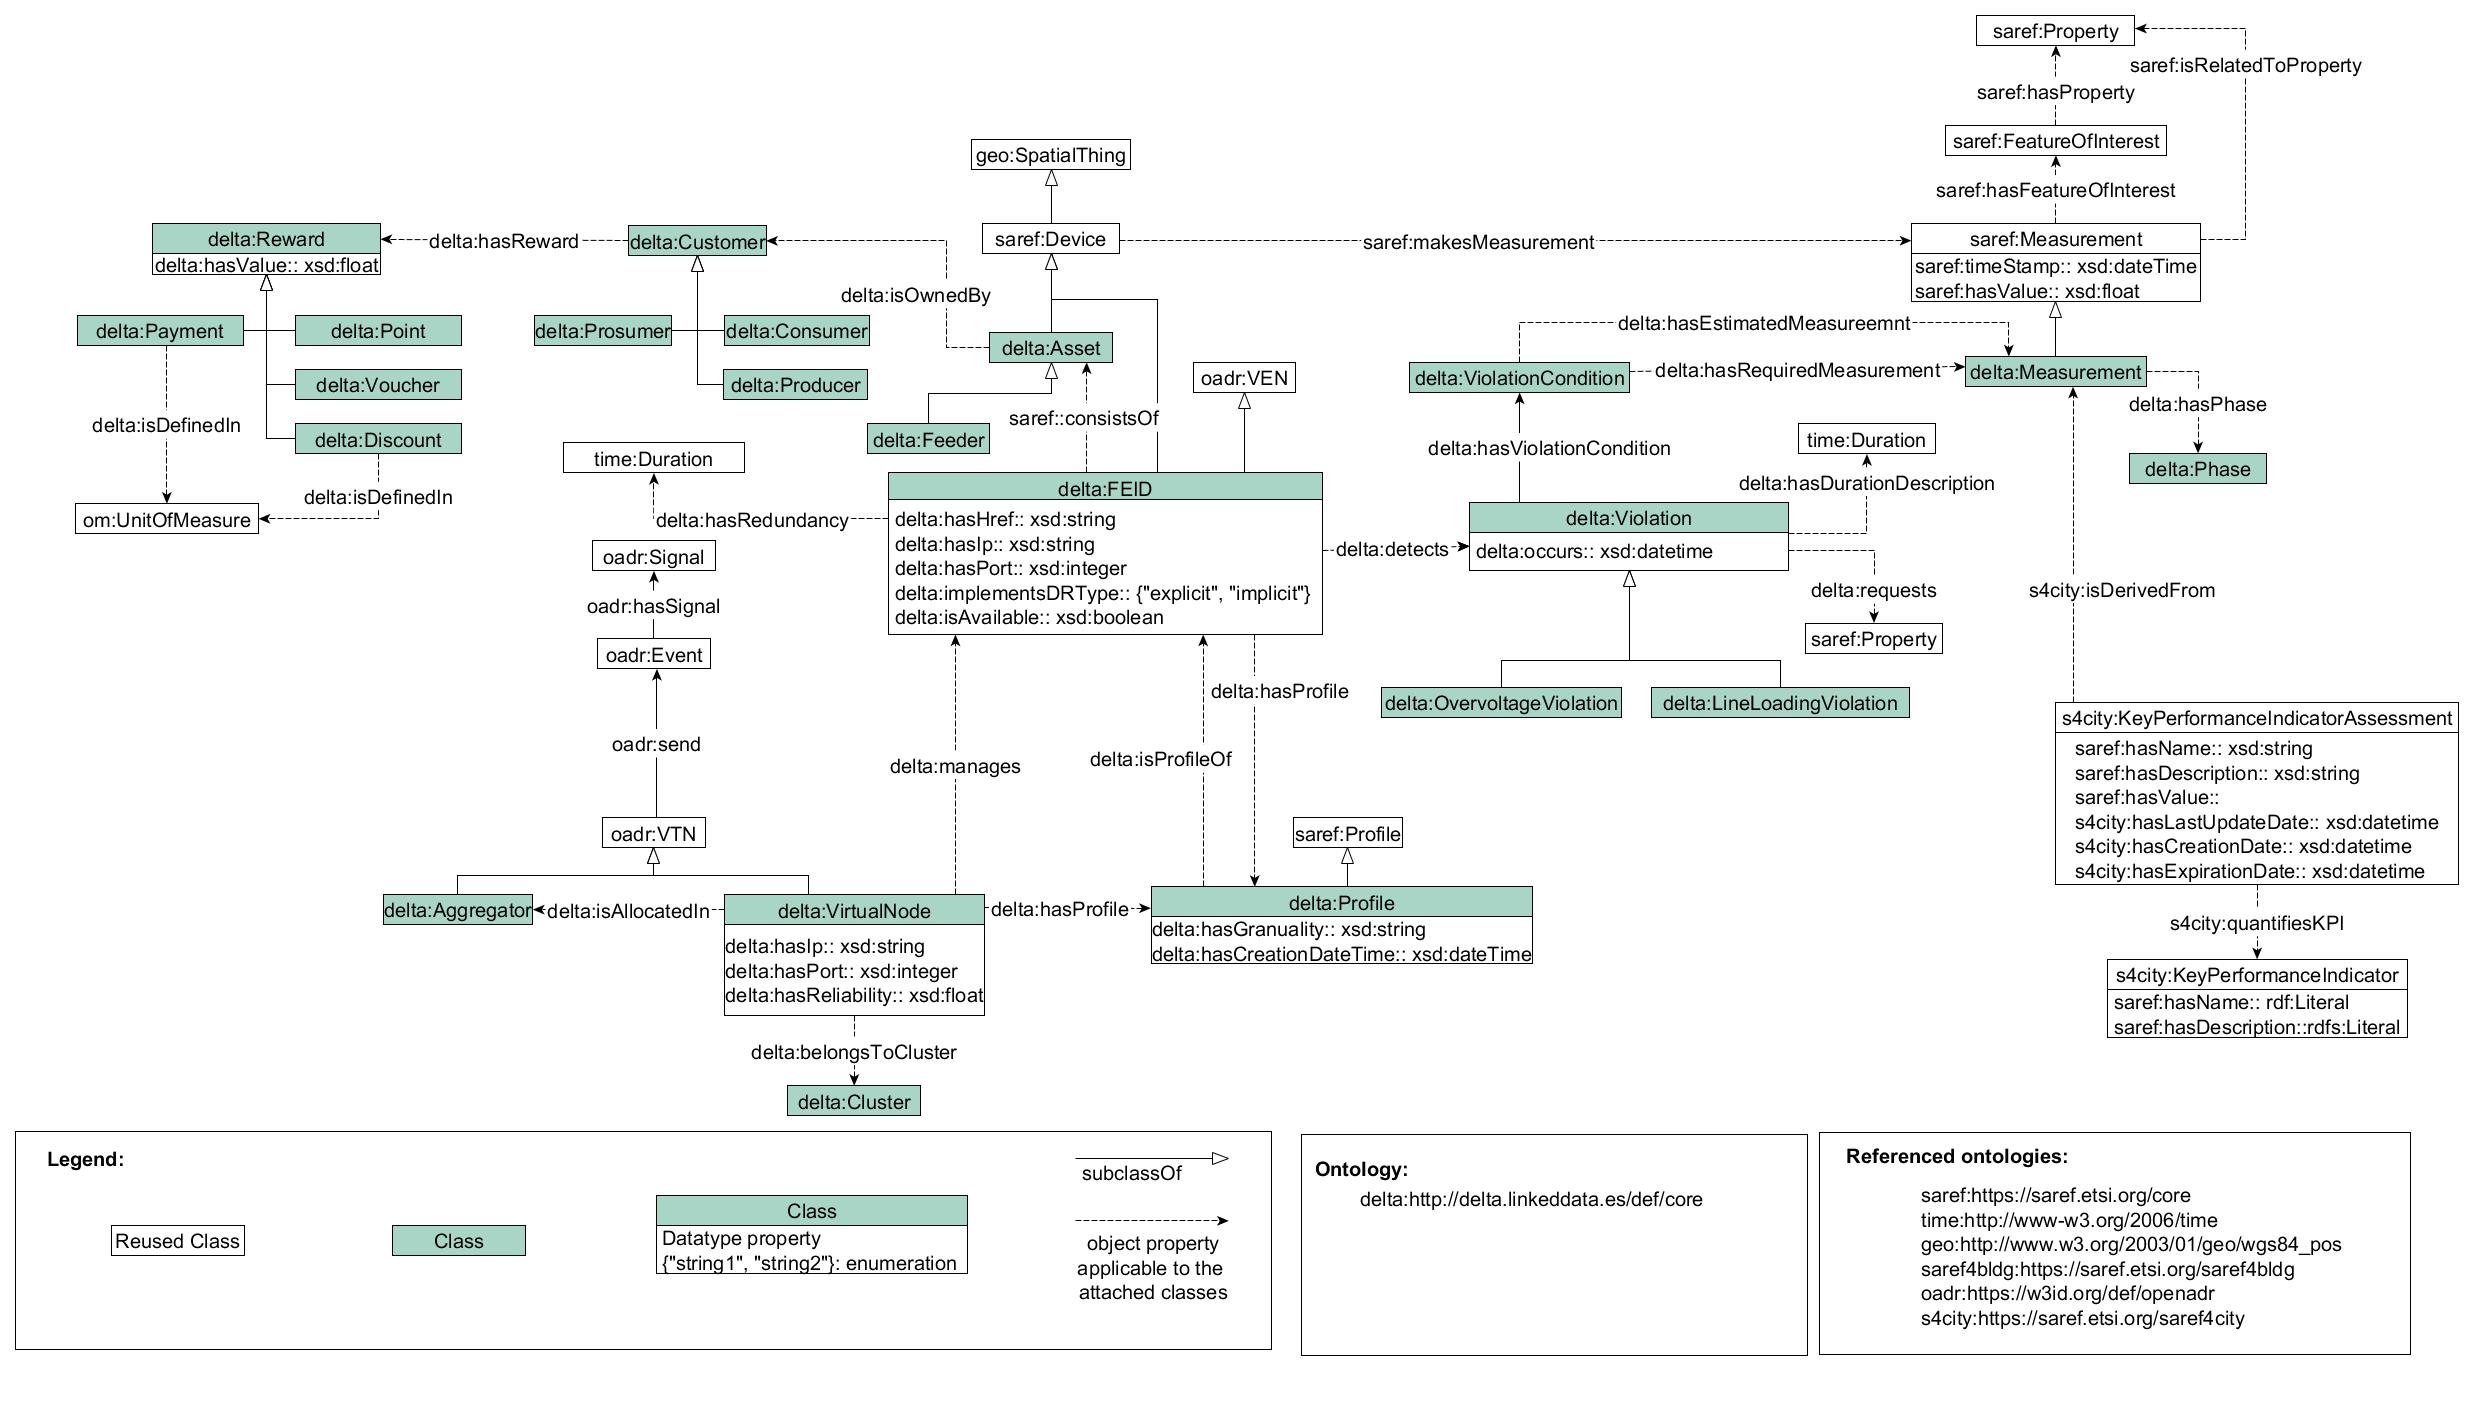 saref:Property
saref:isRelatedToProperty
saref:hasProperty
geo:SpatialThing
saref:FeatureOfInterest
saref:hasFeatureOfInterest
delta:Reward
delta:hasValue:: xsd:float
delta:hasReward
delta:Customer
saref:Device
saref:makesMeasurement
saref:Measurement
saref:timeStamp:: xsd:dateTime
saref:hasValue:: xsd:float
delta:isOwnedBy
delta:Payment
delta:Point
delta:Prosumer
delta:Consumer
delta:Asset
delta:hasEstimatedMeasureemnt
delta:Voucher
delta:Producer
oadr:VEN
delta:ViolationCondition
delta:hasRequiredMeasurement
delta:Measurement
delta:hasPhase
delta:isDefinedIn
delta:Discount
delta:Feeder
saref::consistsOf
delta:hasViolationCondition
time:Duration
delta:Phase
time:Duration
delta:isDefinedIn
om:UnitOfMeasure
delta:hasRedundancy
delta:FEID
delta:hasHref:: xsd:string
delta:hasIp:: xsd:string
delta:hasPort:: xsd:integer
delta:implementsDRType:: {"explicit", "implicit"}
delta:isAvailable:: xsd:boolean
delta:hasDurationDescription
delta:detects
delta:Violation
delta:occurs:: xsd:datetime
delta:requests
saref:Property
s4city:isDerivedFrom
oadr:Signal
oadr:hasSignal
oadr:Event
delta:hasProfile
delta:OvervoltageViolation
delta:LineLoadingViolation
oadr:send
delta:manages
delta:isProfileOf
s4city:KeyPerformanceIndicatorAssessment
saref:hasName:: xsd:string
saref:hasDescription:: xsd:string
saref:hasValue::
s4city:hasLastUpdateDate:: xsd:datetime
s4city:hasCreationDate:: xsd:datetime
s4city:hasExpirationDate:: xsd:datetime
oadr:VTN
saref:Profile
delta:Aggregator
delta:isAllocatedIn
delta:VirtualNode
delta:hasIp:: xsd:string
delta:hasPort:: xsd:integer
delta:hasReliability:: xsd:float
delta:hasProfile
delta:Profile
delta:hasGranuality:: xsd:string
delta:hasCreationDateTime:: xsd:dateTime
s4city:quantifiesKPI
s4city:KeyPerformanceIndicator
saref:hasName:: rdf:Literal
saref:hasDescription::rdfs:Literal
delta:belongsToCluster
delta:Cluster
Legend:
Reused Class
Class
Class
Datatype property
{"string1", "string2"}: enumeration
subclassOf
object property
applicable to the
attached classes
Ontology:
delta:http://delta.linkeddata.es/def/core
Referenced ontologies:
saref:https://saref.etsi.org/core
time:http://www-w3.org/2006/time
geo:http://www.w3.org/2003/01/geo/wgs84_pos
saref4bldg:https://saref.etsi.org/saref4bldg
oadr:https://w3id.org/def/openadr
s4city:https://saref.etsi.org/saref4city